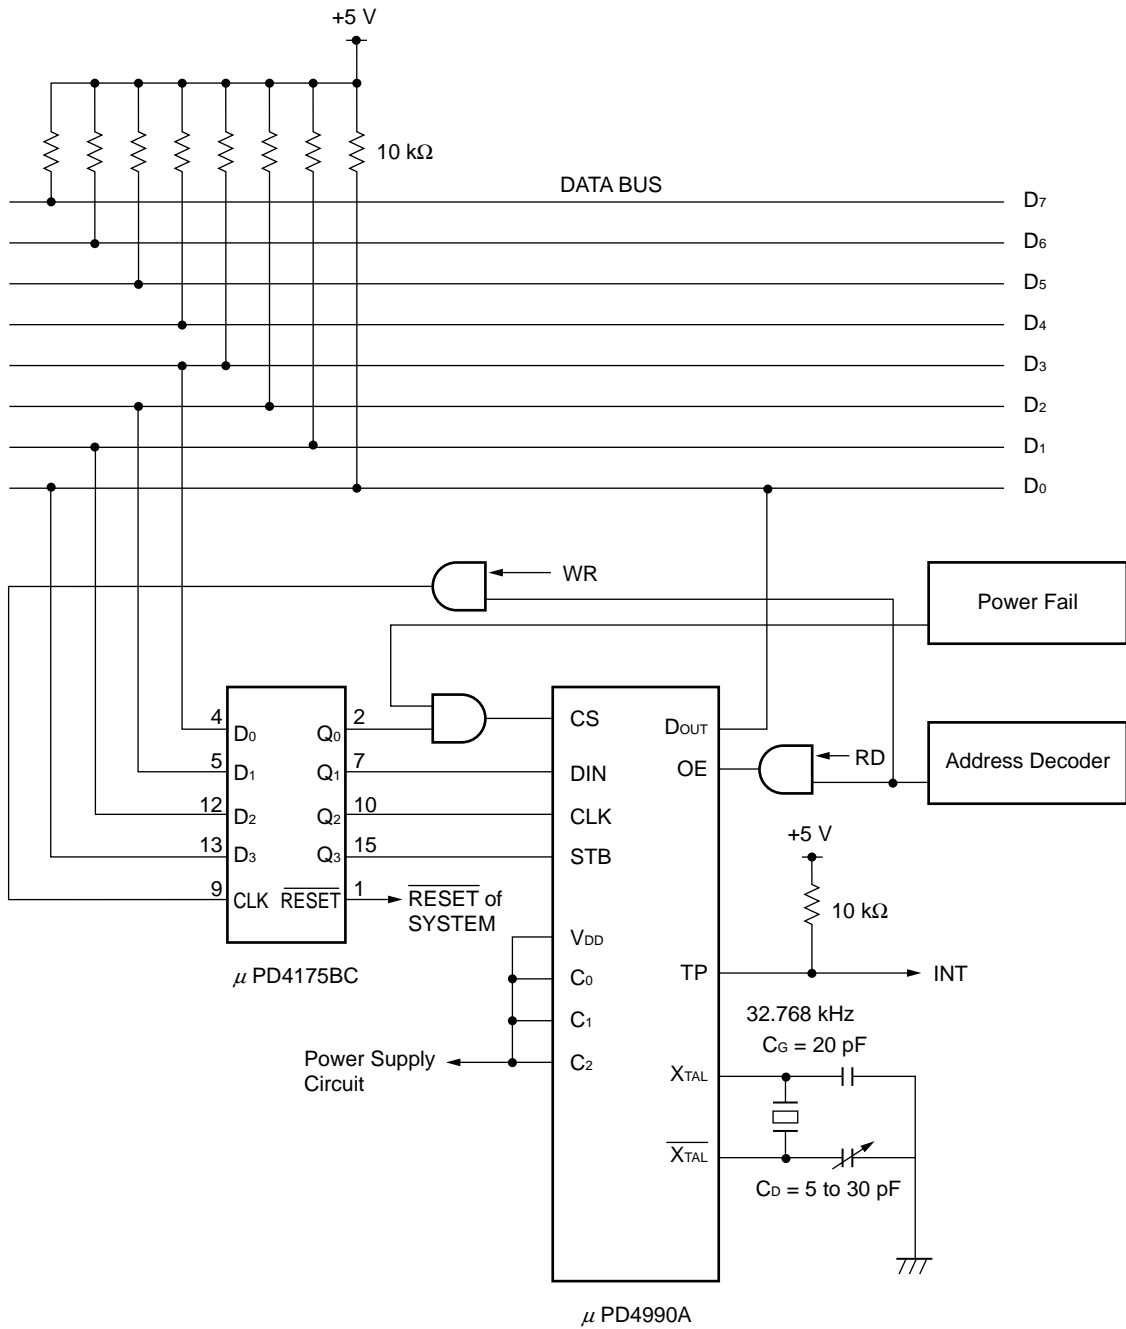 +5 V
10 kΩ
DATA BUS
D7
D6
D5
D4
D3
D2
D1
D0
WR
Power Fail
4
D0
Q0
2
CS
DOUT
5
D1
Q1
7
DIN
OE
RD
Address Decoder
12
D2
Q2
10
CLK
13
D3
Q3
15
STB
+5 V
9
CLK
RESET
1
RESET of
SYSTEM
10 kΩ
VDD
μ PD4175BC
C0
TP
INT
C1
32.768 kHz
CG = 20 pF
Power Supply
Circuit
C2
XTAL
XTAL
CD = 5 to 30 pF
μ PD4990A